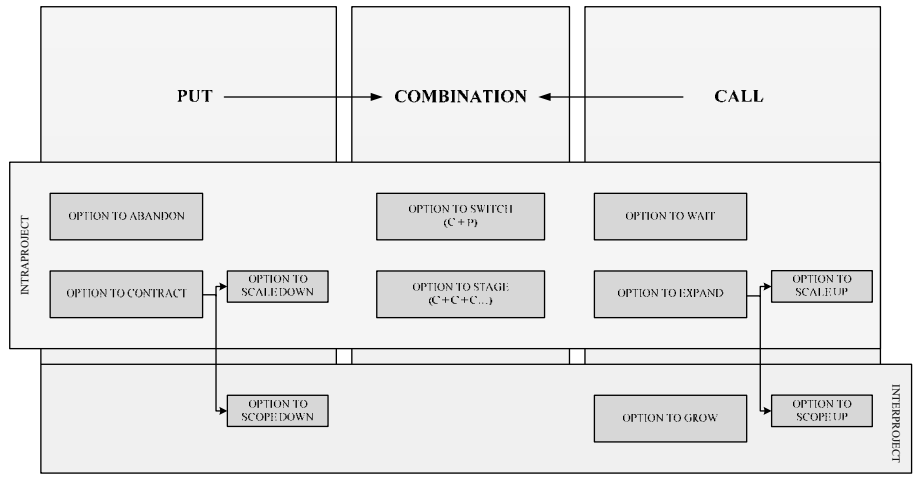 PUT
COMBINATION
CALL
INTRAPROJECT
OPTION TO ABANDON
OPTION TO SWITCH
(C + P)
OPTION TO WAIT
OPTION TO CONTRACT
OPTION TO
SCALE DOWN
OPTION TO STAGE
(C + C + C…)
OPTION TO EXPAND
OPTION TO
SCALE UP
OPTION TO
SCOPE DOWN
OPTION TO GROW
OPTION TO
SCOPE UP
INTERPROJECT